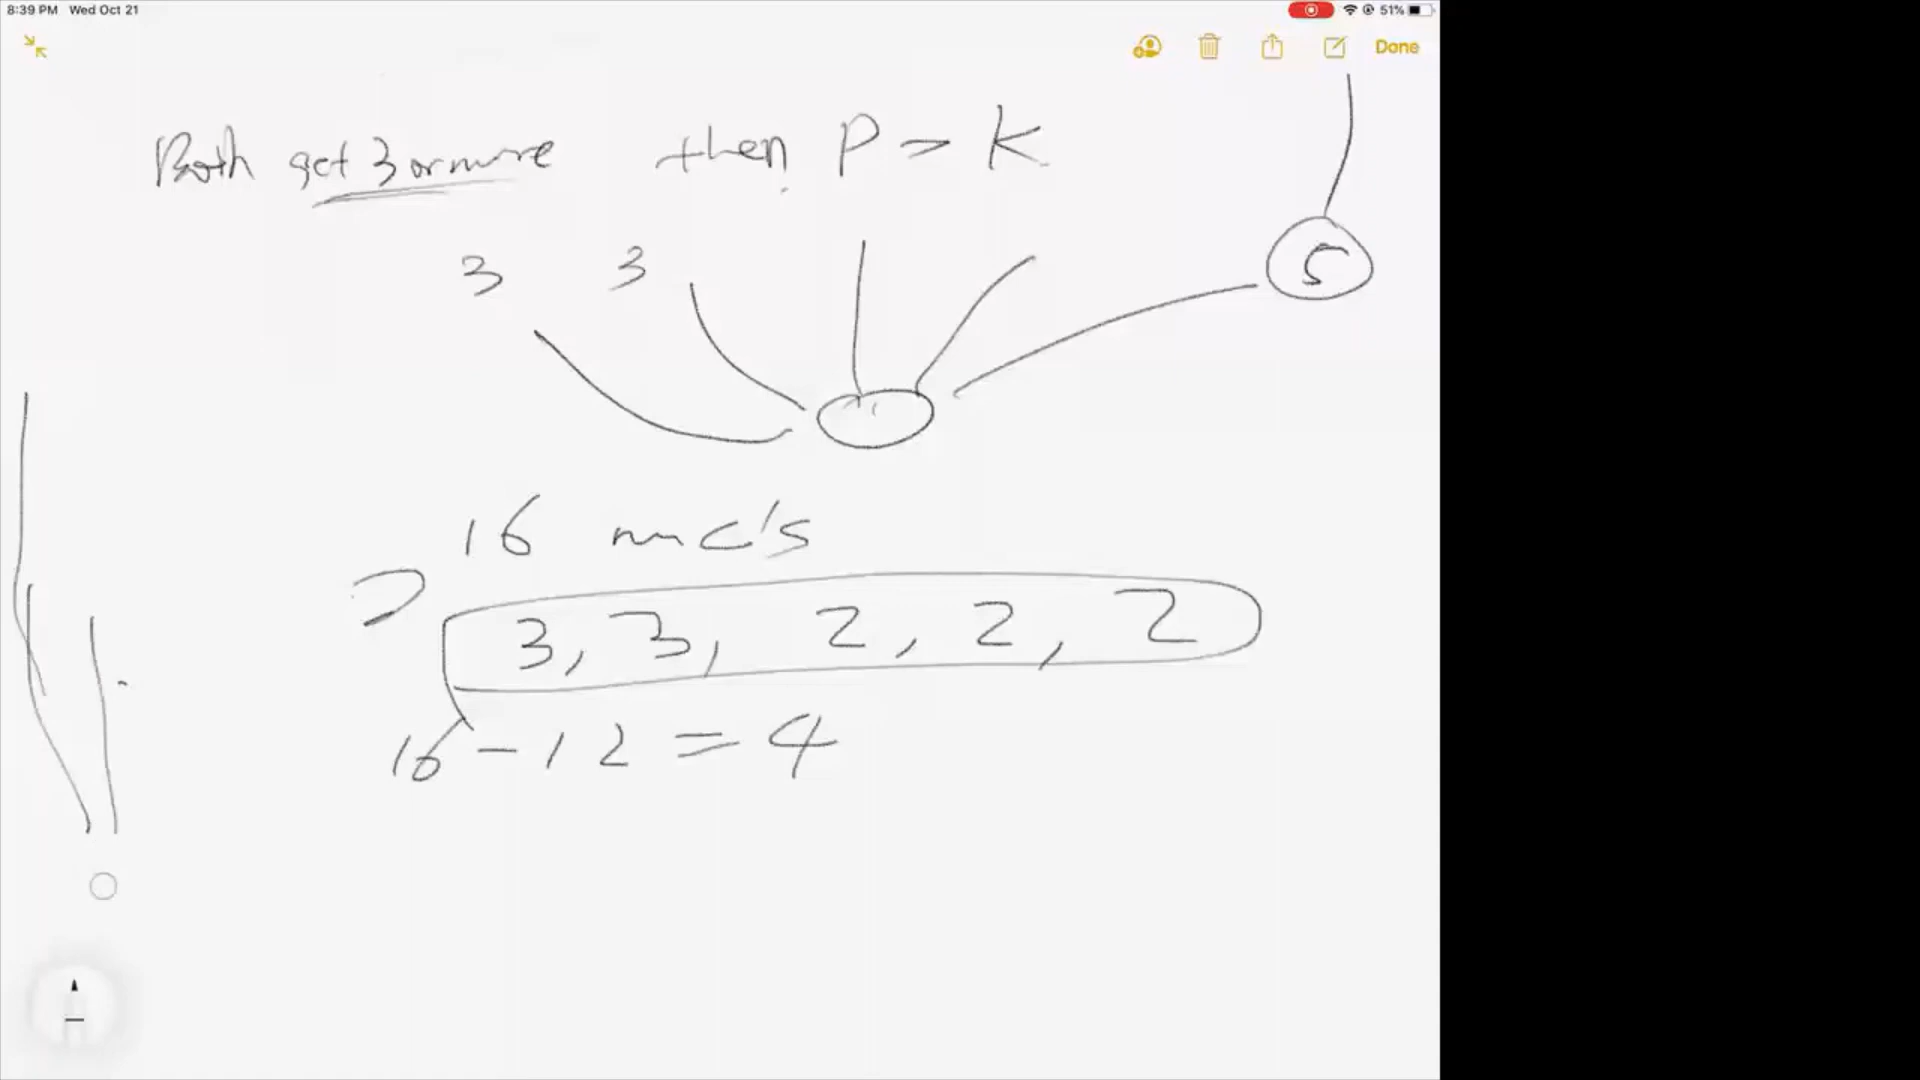 8:39 PM Wed Oct 21
51%
Done
Both get 3 or more then P > K
3 3
5
16 mc's
3, 3, 2, 2, 2
16 - 12 = 4